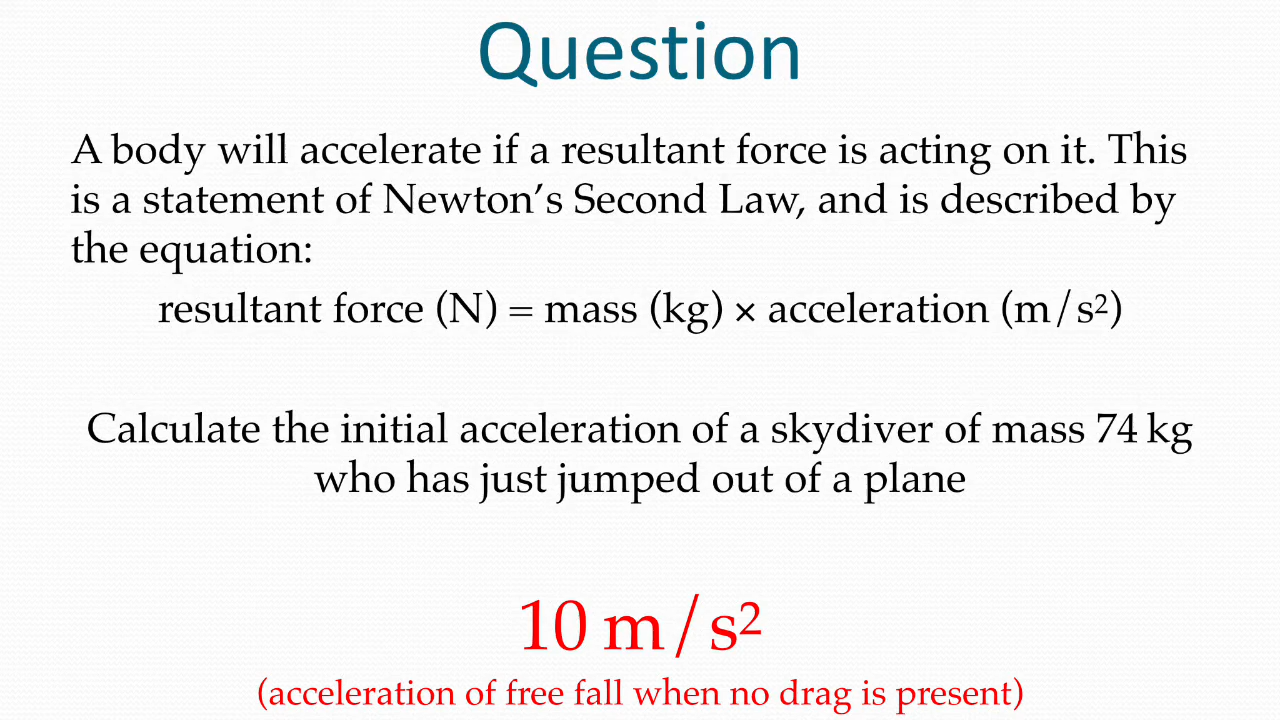 Question
A body will accelerate if a resultant force is acting on it. This
is a statement of Newton’s Second Law, and is described by
the equation:
resultant force (N) = mass (kg) × acceleration (m/s²)
Calculate the initial acceleration of a skydiver of mass 74 kg
who has just jumped out of a plane
10 m/s²
(acceleration of free fall when no drag is present)